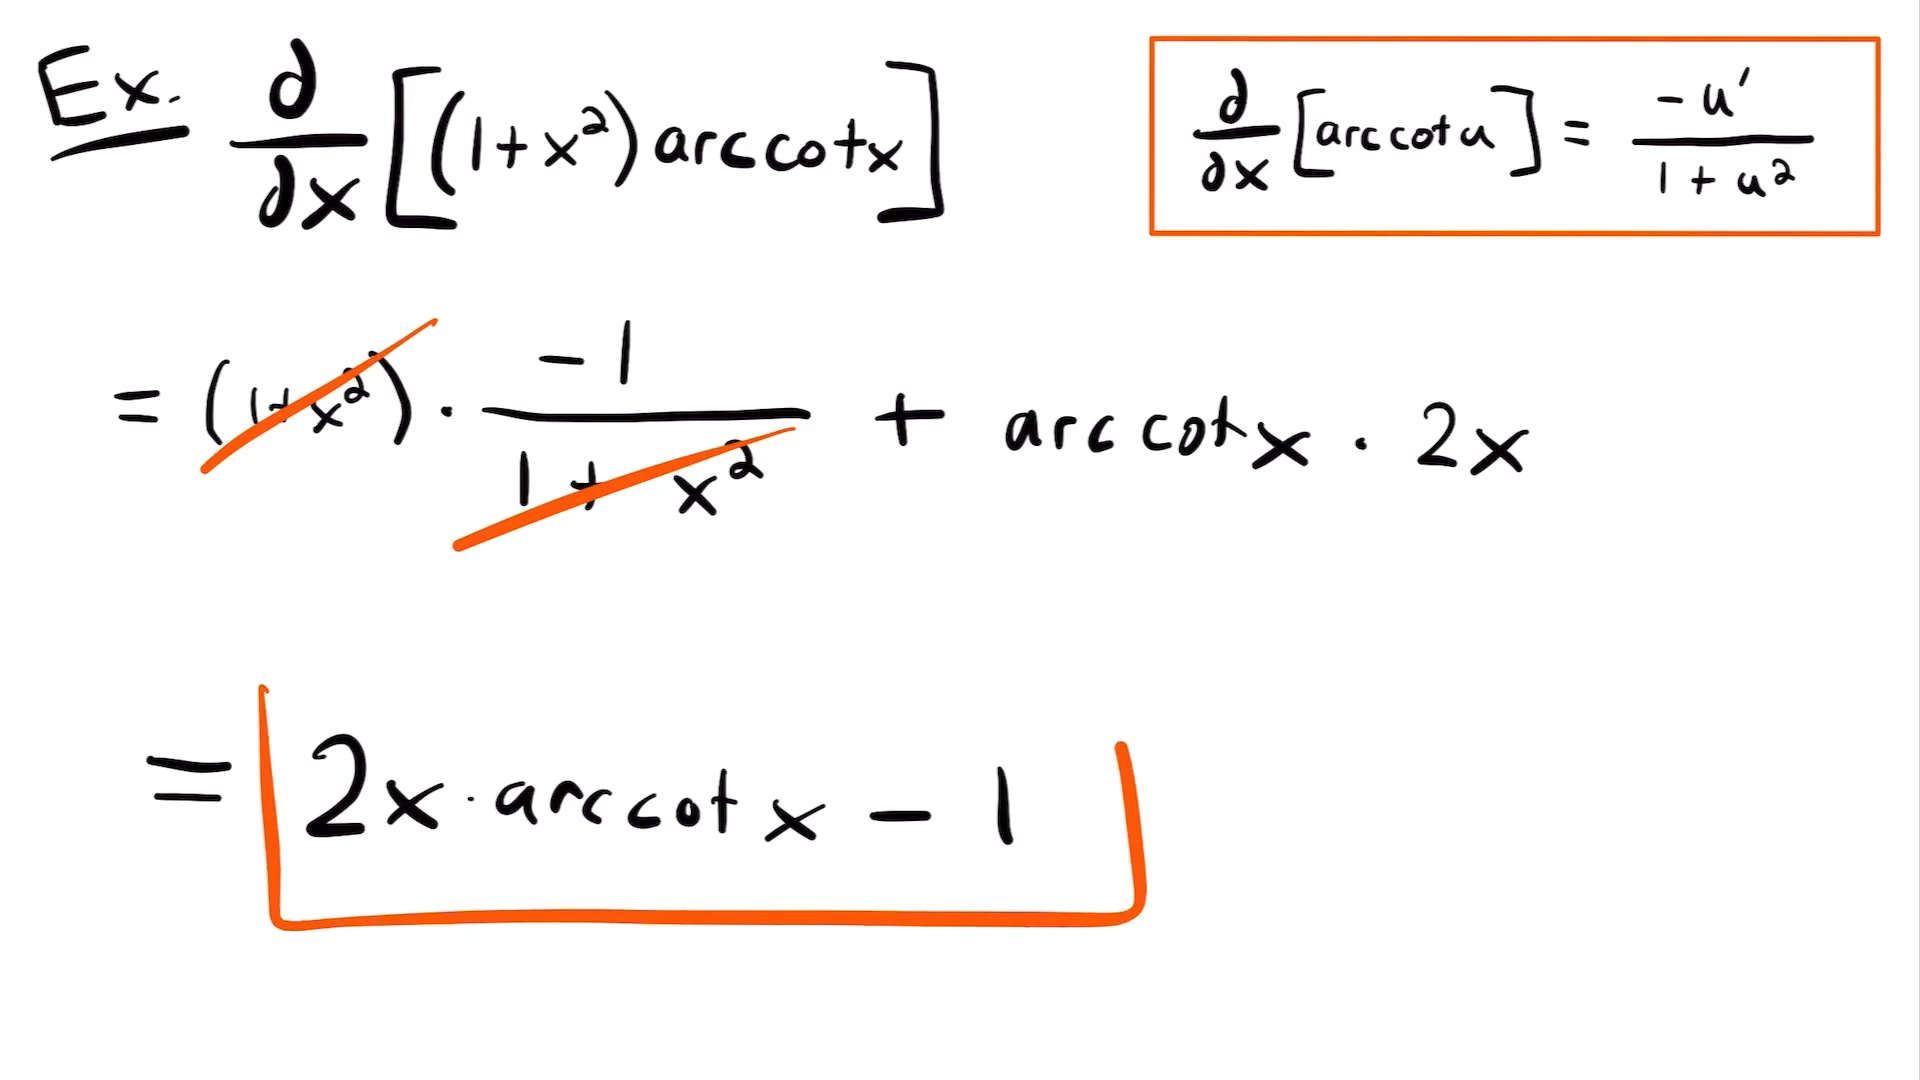 Ex. d/dx [(1+x²) arccot x]
d/dx [arccot u] = -u'/(1+u²)
= (1+x²) · -1/(1+x²) + arccot x · 2x
= 2x · arccot x - 1